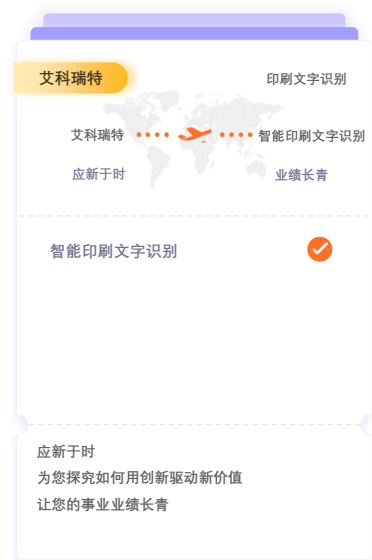 艾科瑞特
印刷文字识别
艾科瑞特
智能印刷文字识别
应新于时
业绩长青
智能印刷文字识别
应新于时
为您探究如何用创新驱动新价值
让您的事业业绩长青